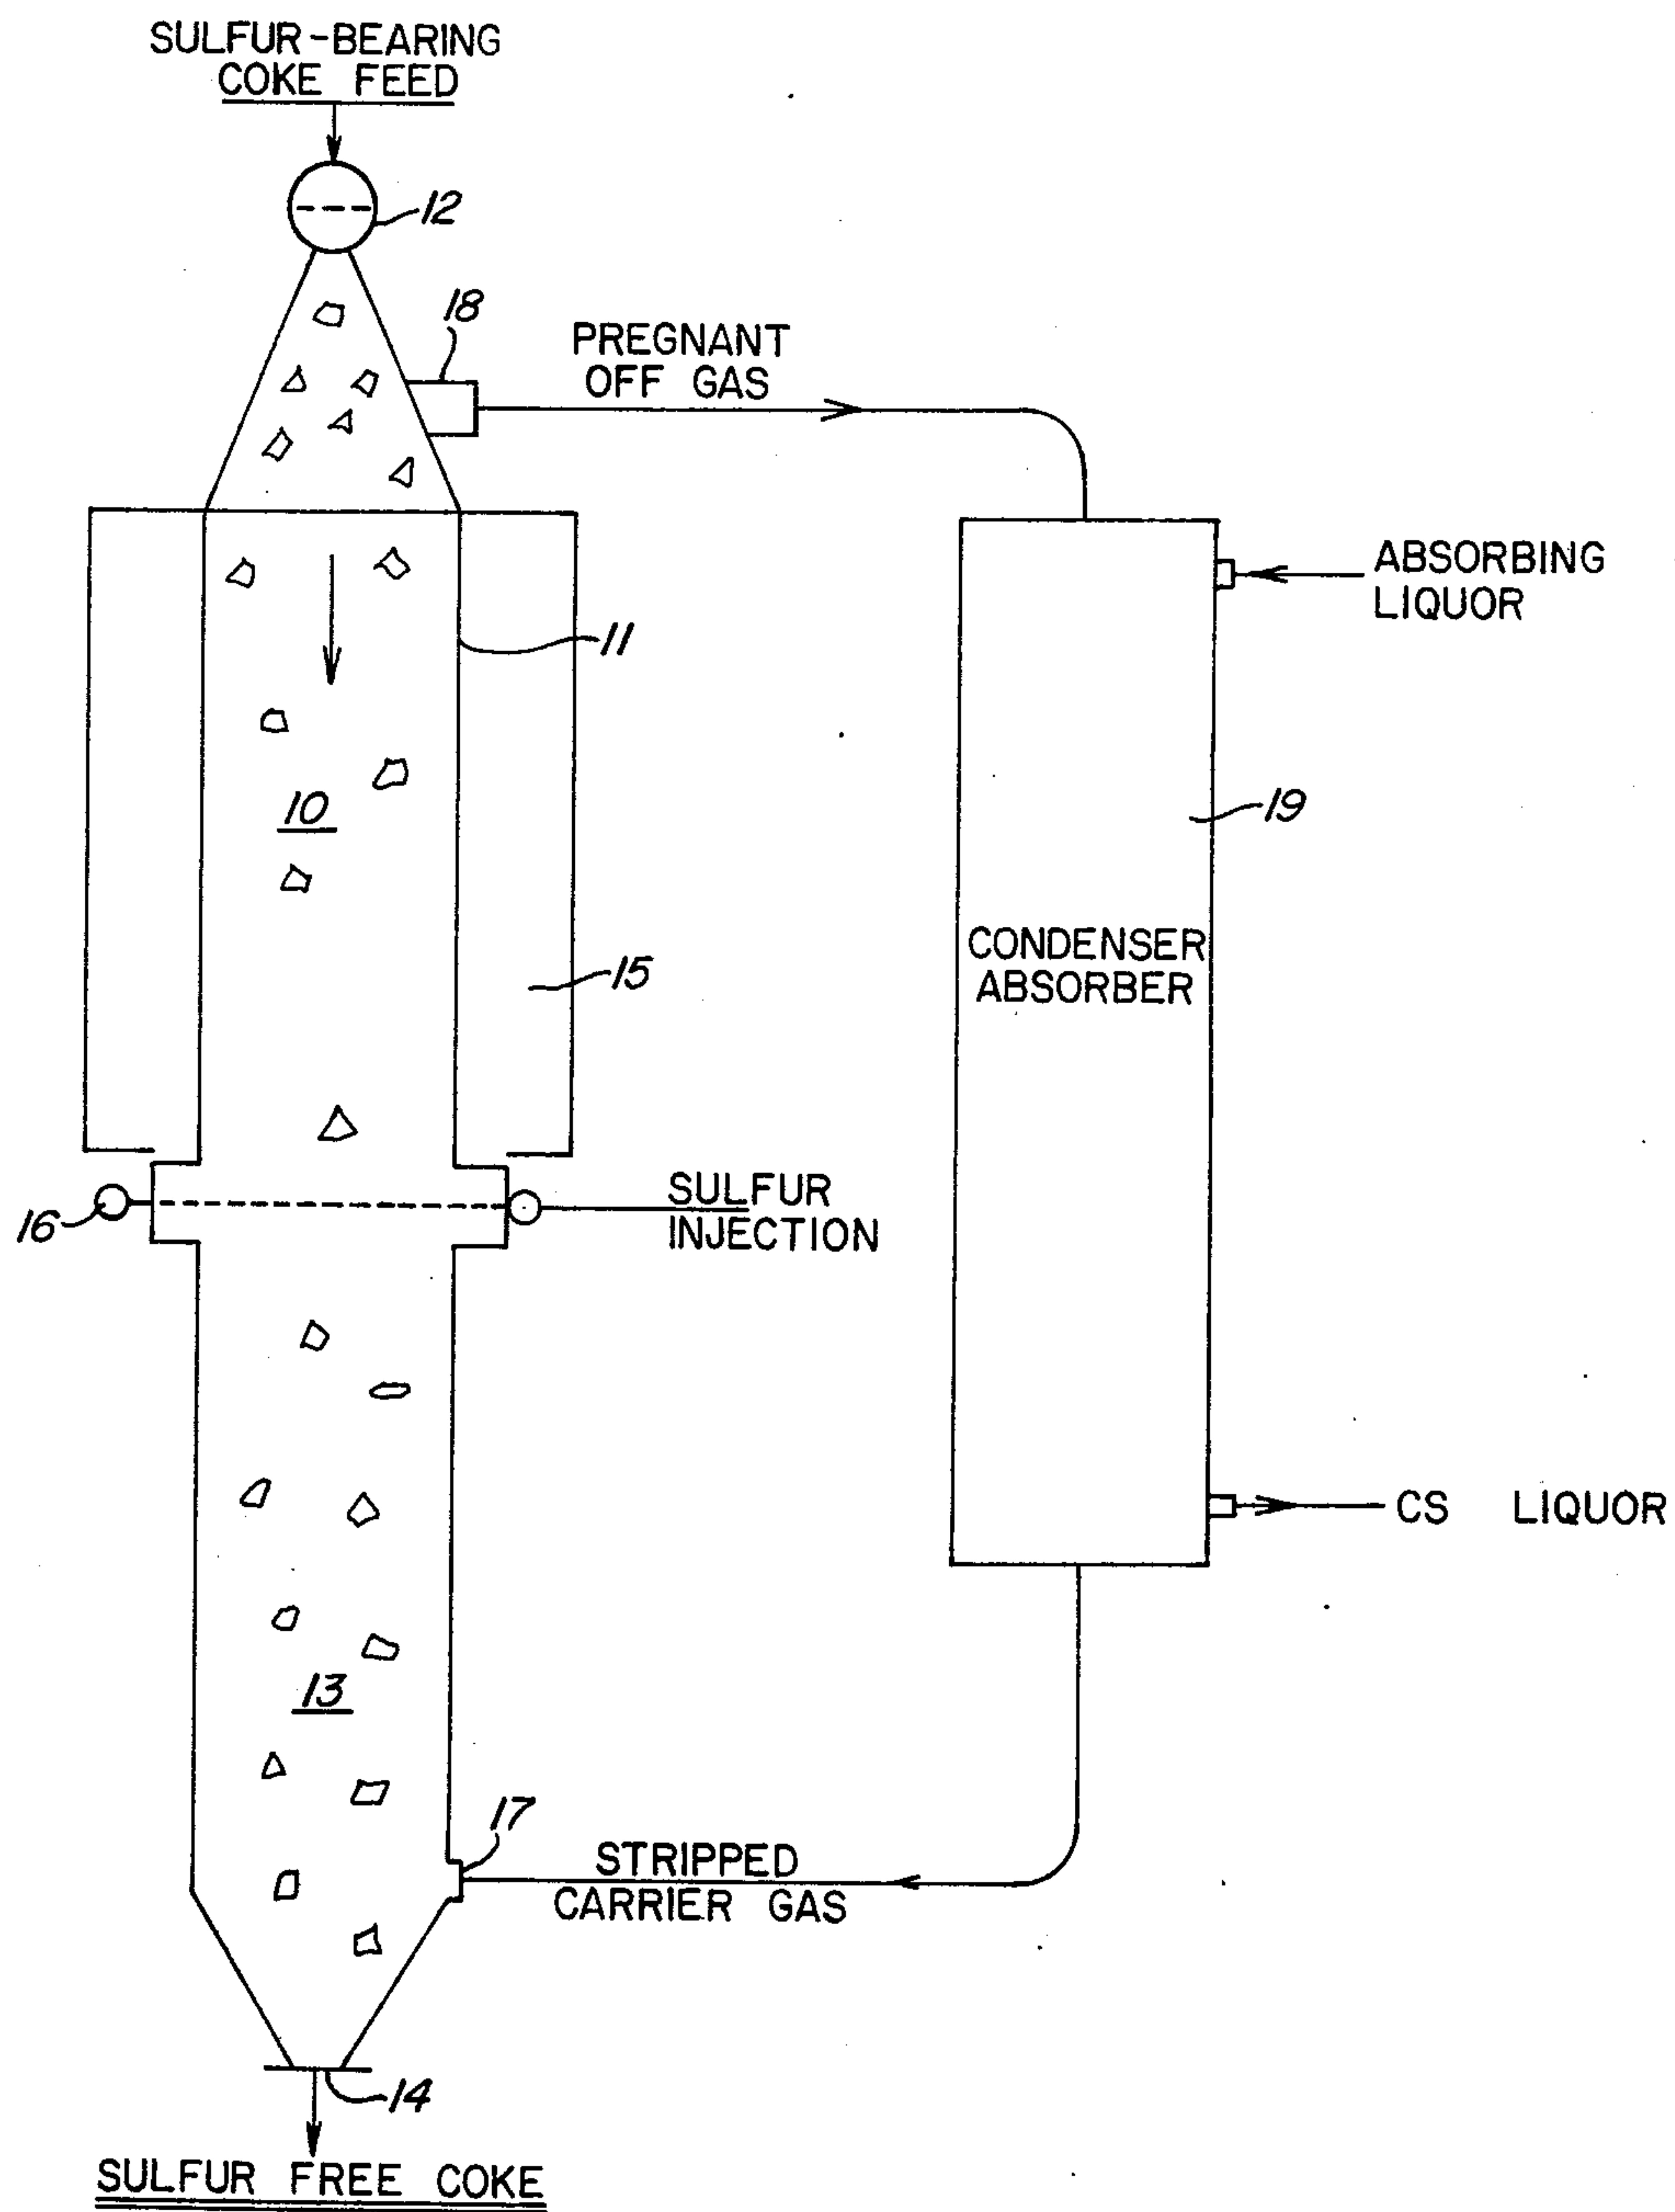 SULFUR-BEARING
COKE FEED
12
18
PREGNANT
OFF GAS
ABSORBING
LIQUOR
11
10
19
CONDENSER
ABSORBER
15
SULFUR
INJECTION
16
CS LIQUOR
13
17
STRIPPED
CARRIER GAS
14
SULFUR FREE COKE